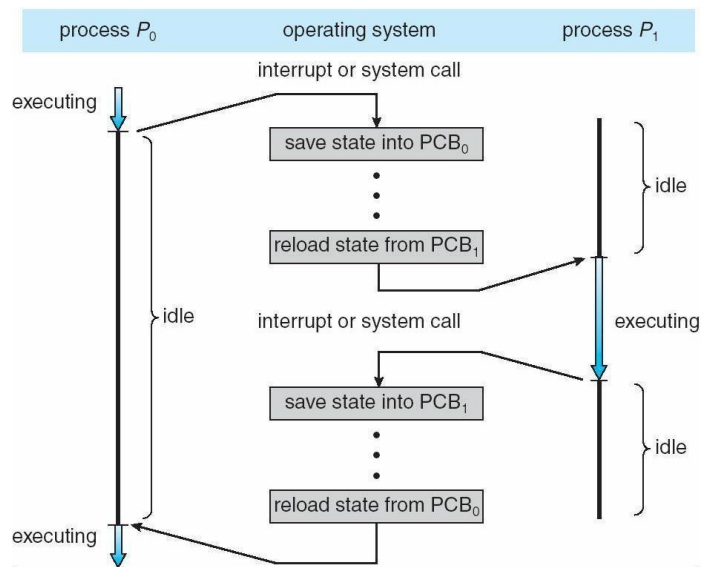 process P₀ operating system process P₁
interrupt or system call
executing
save state into PCB₀
idle
reload state from PCB₁
idle
interrupt or system call
executing
save state into PCB₁
idle
reload state from PCB₀
executing